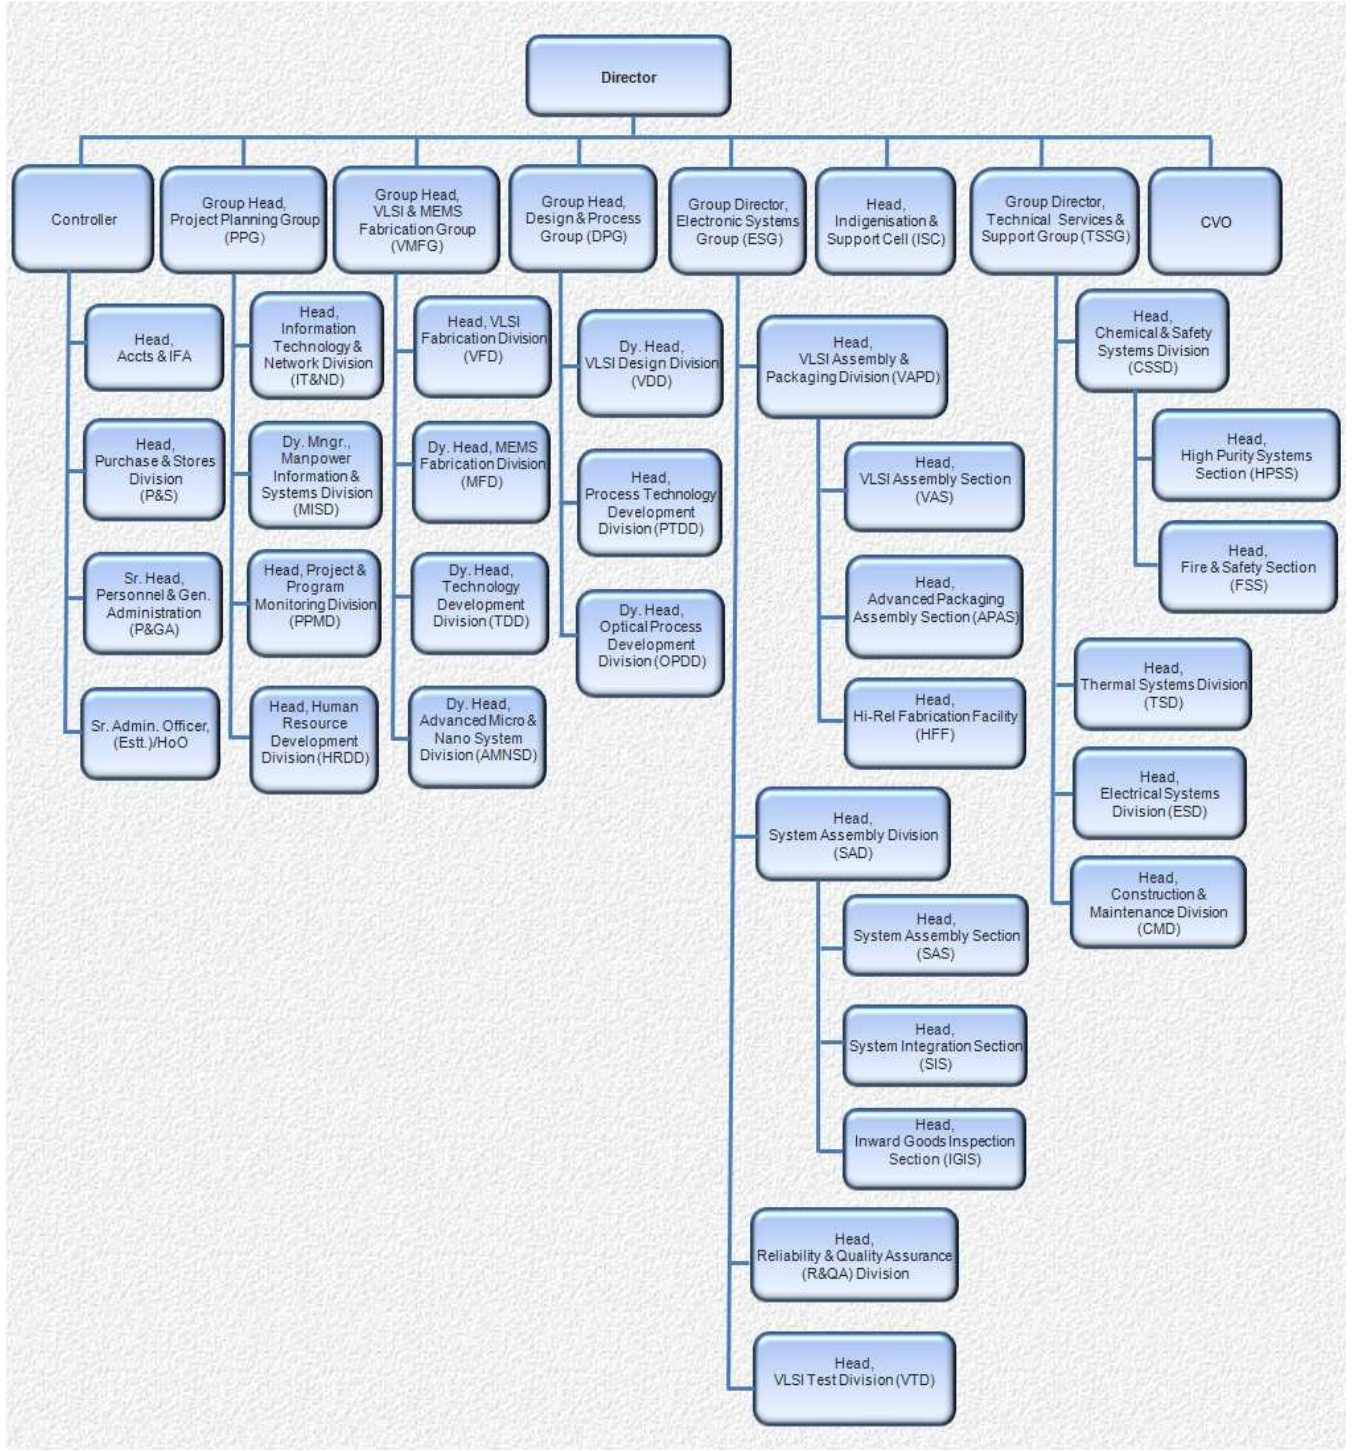 Director
Controller
Group Head,
Project Planning Group
(PPG)
Group Head,
VLSI & MEMS
Fabrication Group
(VMFG)
Group Head,
Design & Process
Group (DPG)
Group Director,
Electronic Systems
Group (ESG)
Head,
Indigenisation &
Support Cell (ISC)
Group Director,
Technical Services &
Support Group (TSSG)
CVO
Head,
Accts & IFA
Head,
Purchase & Stores
Division
(P&S)
Sr. Head,
Personnel & Gen.
Administration
(P&GA)
Sr. Admin. Officer,
(Estt.)/HoO
Head,
Information
Technology &
Network Division
(IT&ND)
Dy. Mngr.,
Manpower
Information &
Systems Division
(MISD)
Head, Project &
Program
Monitoring Division
(PPMD)
Head, Human
Resource
Development
Division (HRDD)
Head, VLSI
Fabrication Division
(VFD)
Dy. Head, MEMS
Fabrication Division
(MFD)
Dy. Head,
Technology
Development
Division (TDD)
Dy. Head,
Advanced Micro &
Nano System
Division (AMNSD)
Dy. Head,
VLSI Design Division
(VDD)
Head,
Process Technology
Development
Division (PTDD)
Dy. Head,
Optical Process
Development
Division (OPDD)
Head,
VLSI Assembly &
Packaging Division (VAPD)
Head,
VLSI Assembly Section
(VAS)
Head,
Advanced Packaging
Assembly Section (APAS)
Head,
Hi-Rel Fabrication Facility
(HFF)
Head,
System Assembly Division
(SAD)
Head,
System Assembly Section
(SAS)
Head,
System Integration Section
(SIS)
Head,
Inward Goods Inspection
Section (IGIS)
Head,
Reliability & Quality Assurance
(R&QA) Division
Head,
VLSI Test Division (VTD)
Head,
Chemical & Safety
Systems Division
(CSSD)
Head,
High Purity Systems
Section (HPSS)
Head,
Fire & Safety Section
(FSS)
Head,
Thermal Systems Division
(TSD)
Head,
Electrical Systems
Division (ESD)
Head,
Construction &
Maintenance Division
(CMD)